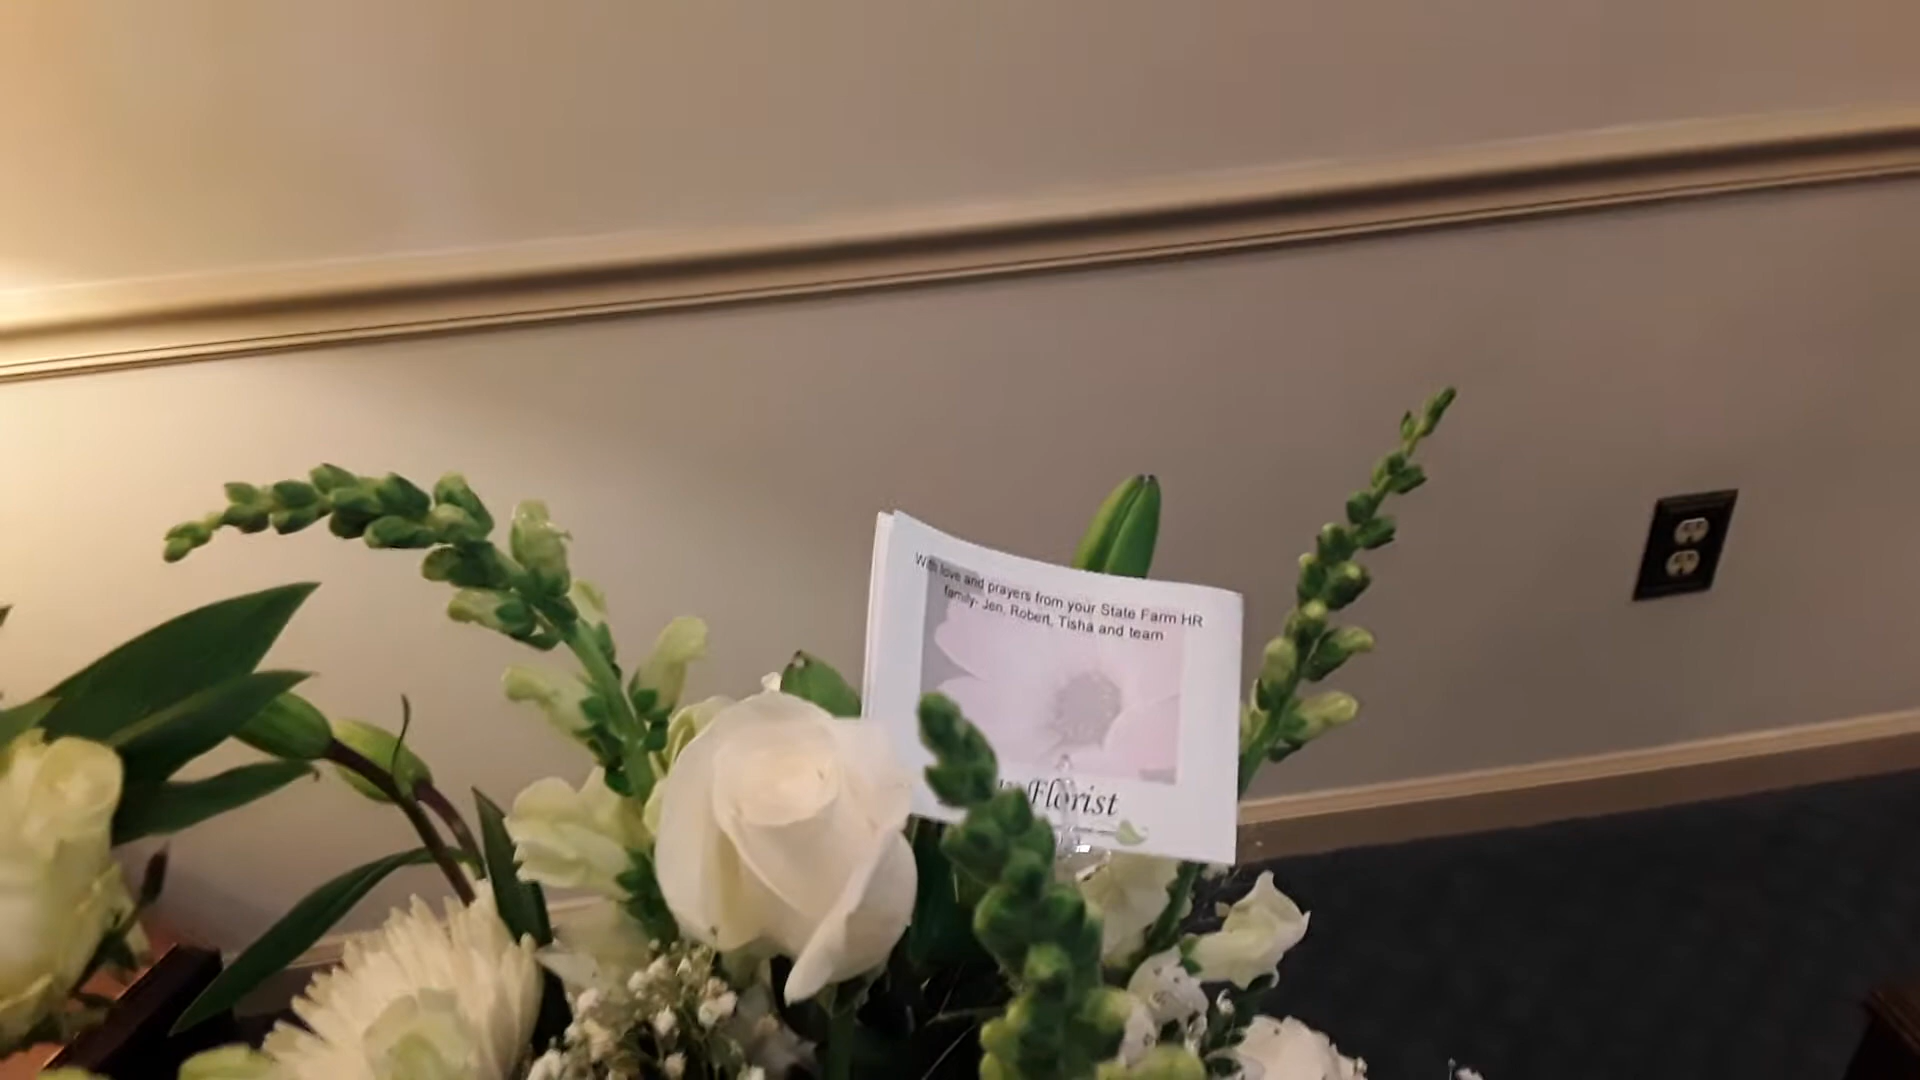 With love and prayers from your State Farm HR
family- Jen, Robert, Tisha and team
Florist